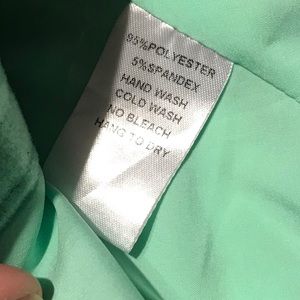 95%POLYESTER
5%SPANDEX
HAND WASH
COLD WASH
NO BLEACH
HANG TO DRY